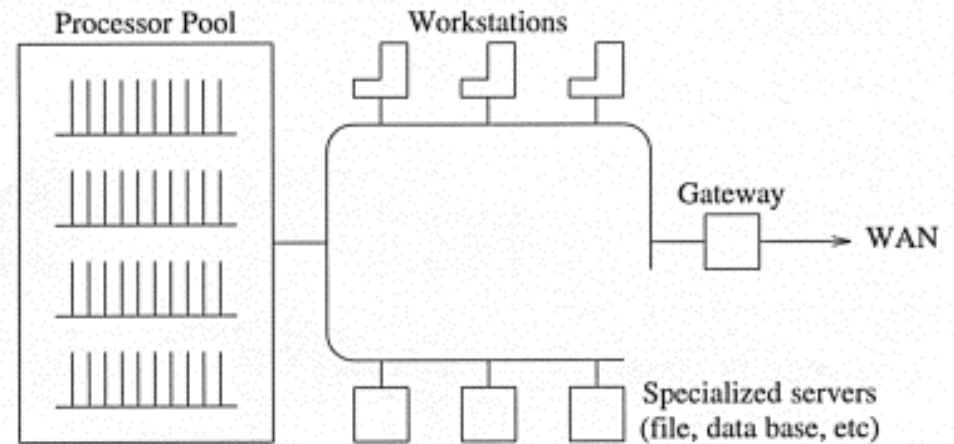 Processor Pool
Workstations
Gateway
WAN
Specialized servers
(file, data base, etc)